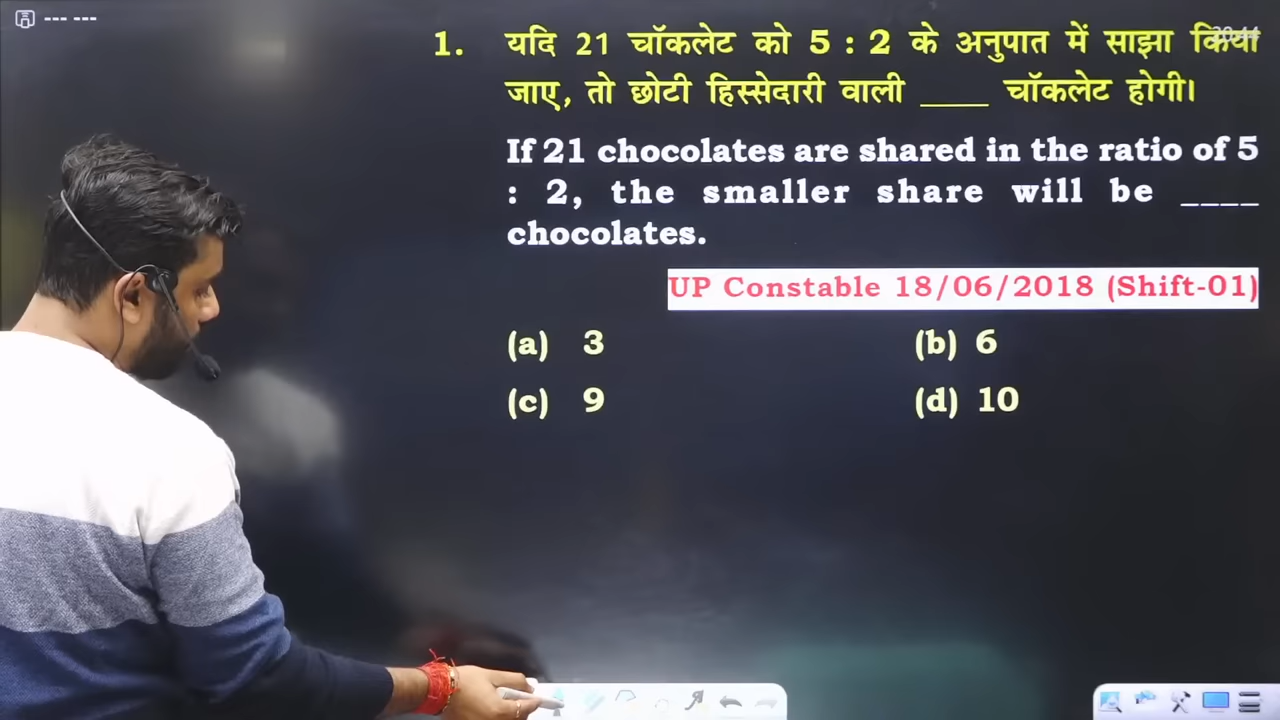 1. यदि 21 चॉकलेट को 5 : 2 के अनुपात में साझा किया
जाए, तो छोटी हिस्सेदारी वाली ____ चॉकलेट होगी।
If 21 chocolates are shared in the ratio of 5
: 2, the smaller share will be ____
chocolates.
UP Constable 18/06/2018 (Shift-01)
(a) 3 (b) 6
(c) 9 (d) 10